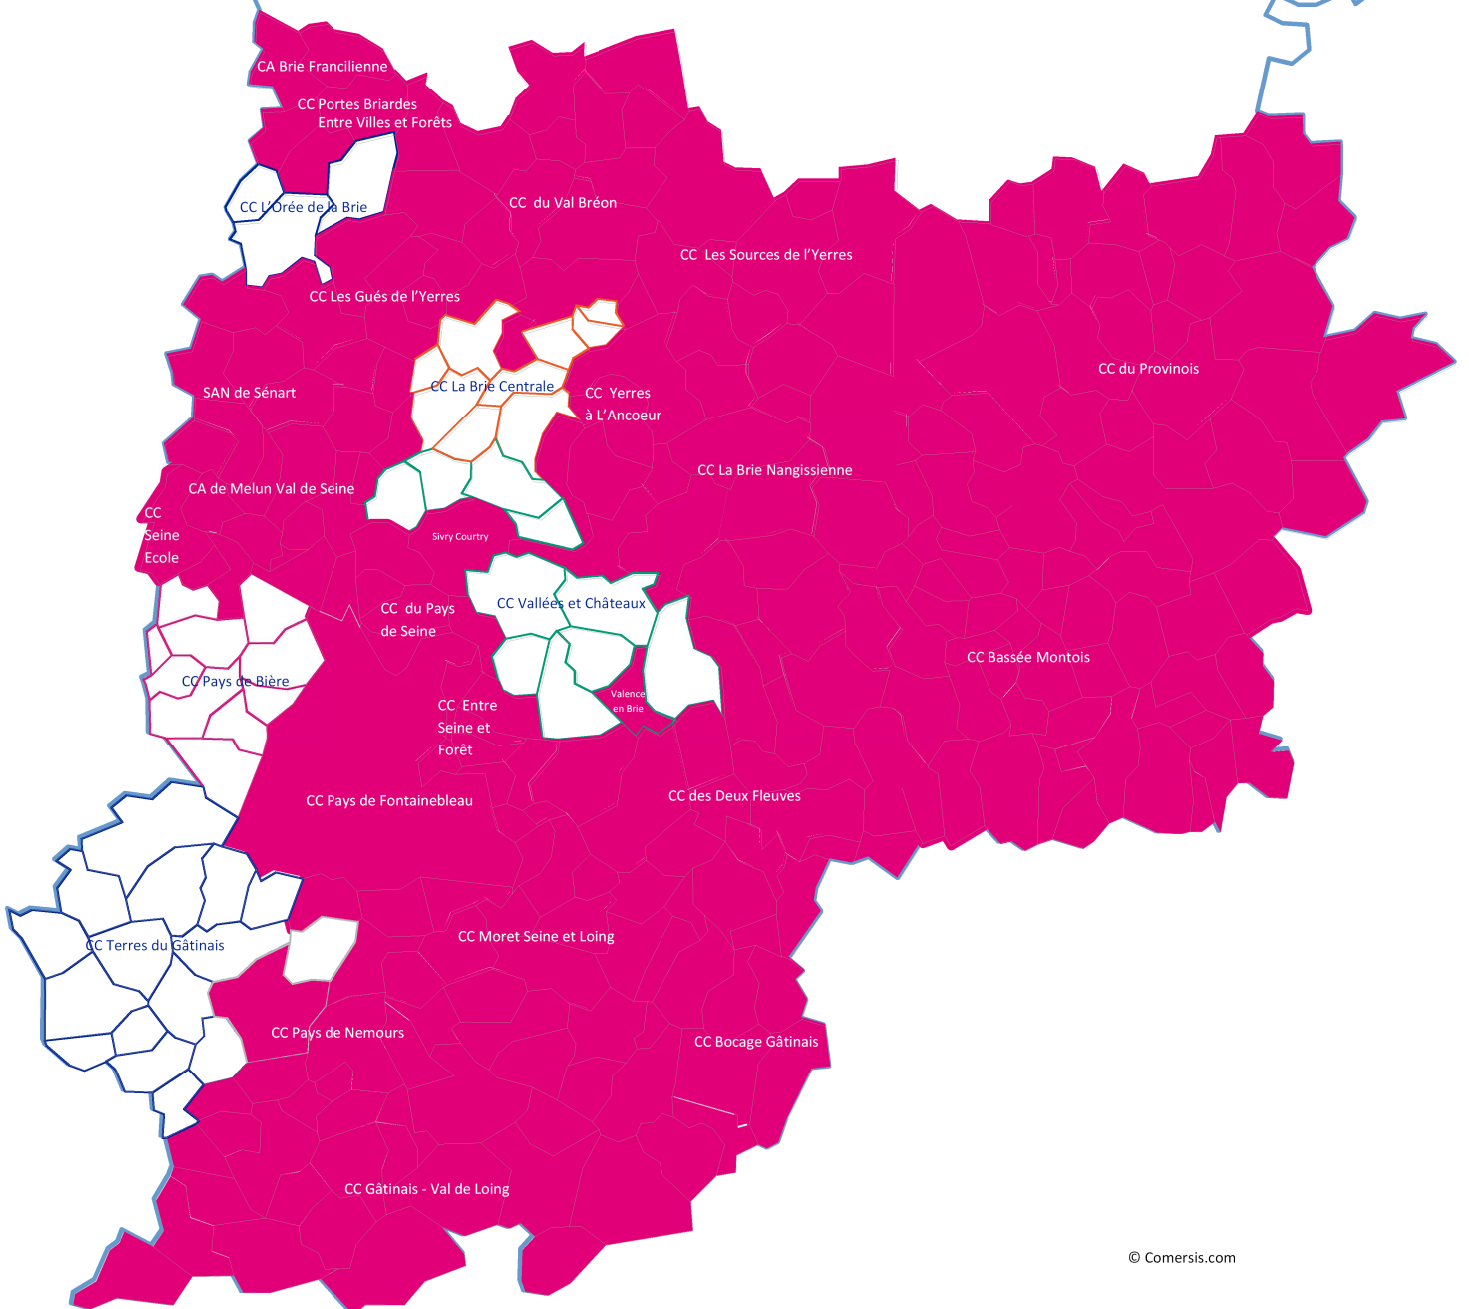 CA Brie Francilienne
CC Portes Briardes
Entre Villes et Forêts
CC L'Orée de la Brie
CC du Val Bréon
CC Les Sources de l'Yerres
CC Les Gués de l'Yerres
CC du Provinois
SAN de Sénart
CC La Brie Centrale
CC Yerres
à L'Ancoeur
CC La Brie Nangissienne
CA de Melun Val de Seine
CC
Seine
Ecole
Sivry Courtry
CC du Pays
de Seine
CC Vallées et Châteaux
CC Bassée Montois
CC Pays de Bière
Valence
en Brie
CC Entre
Seine et
Forêt
CC Pays de Fontainebleau
CC des Deux Fleuves
CC Terres du Gâtinais
CC Moret Seine et Loing
CC Pays de Nemours
CC Bocage Gâtinais
CC Gâtinais - Val de Loing
© Comersis.com